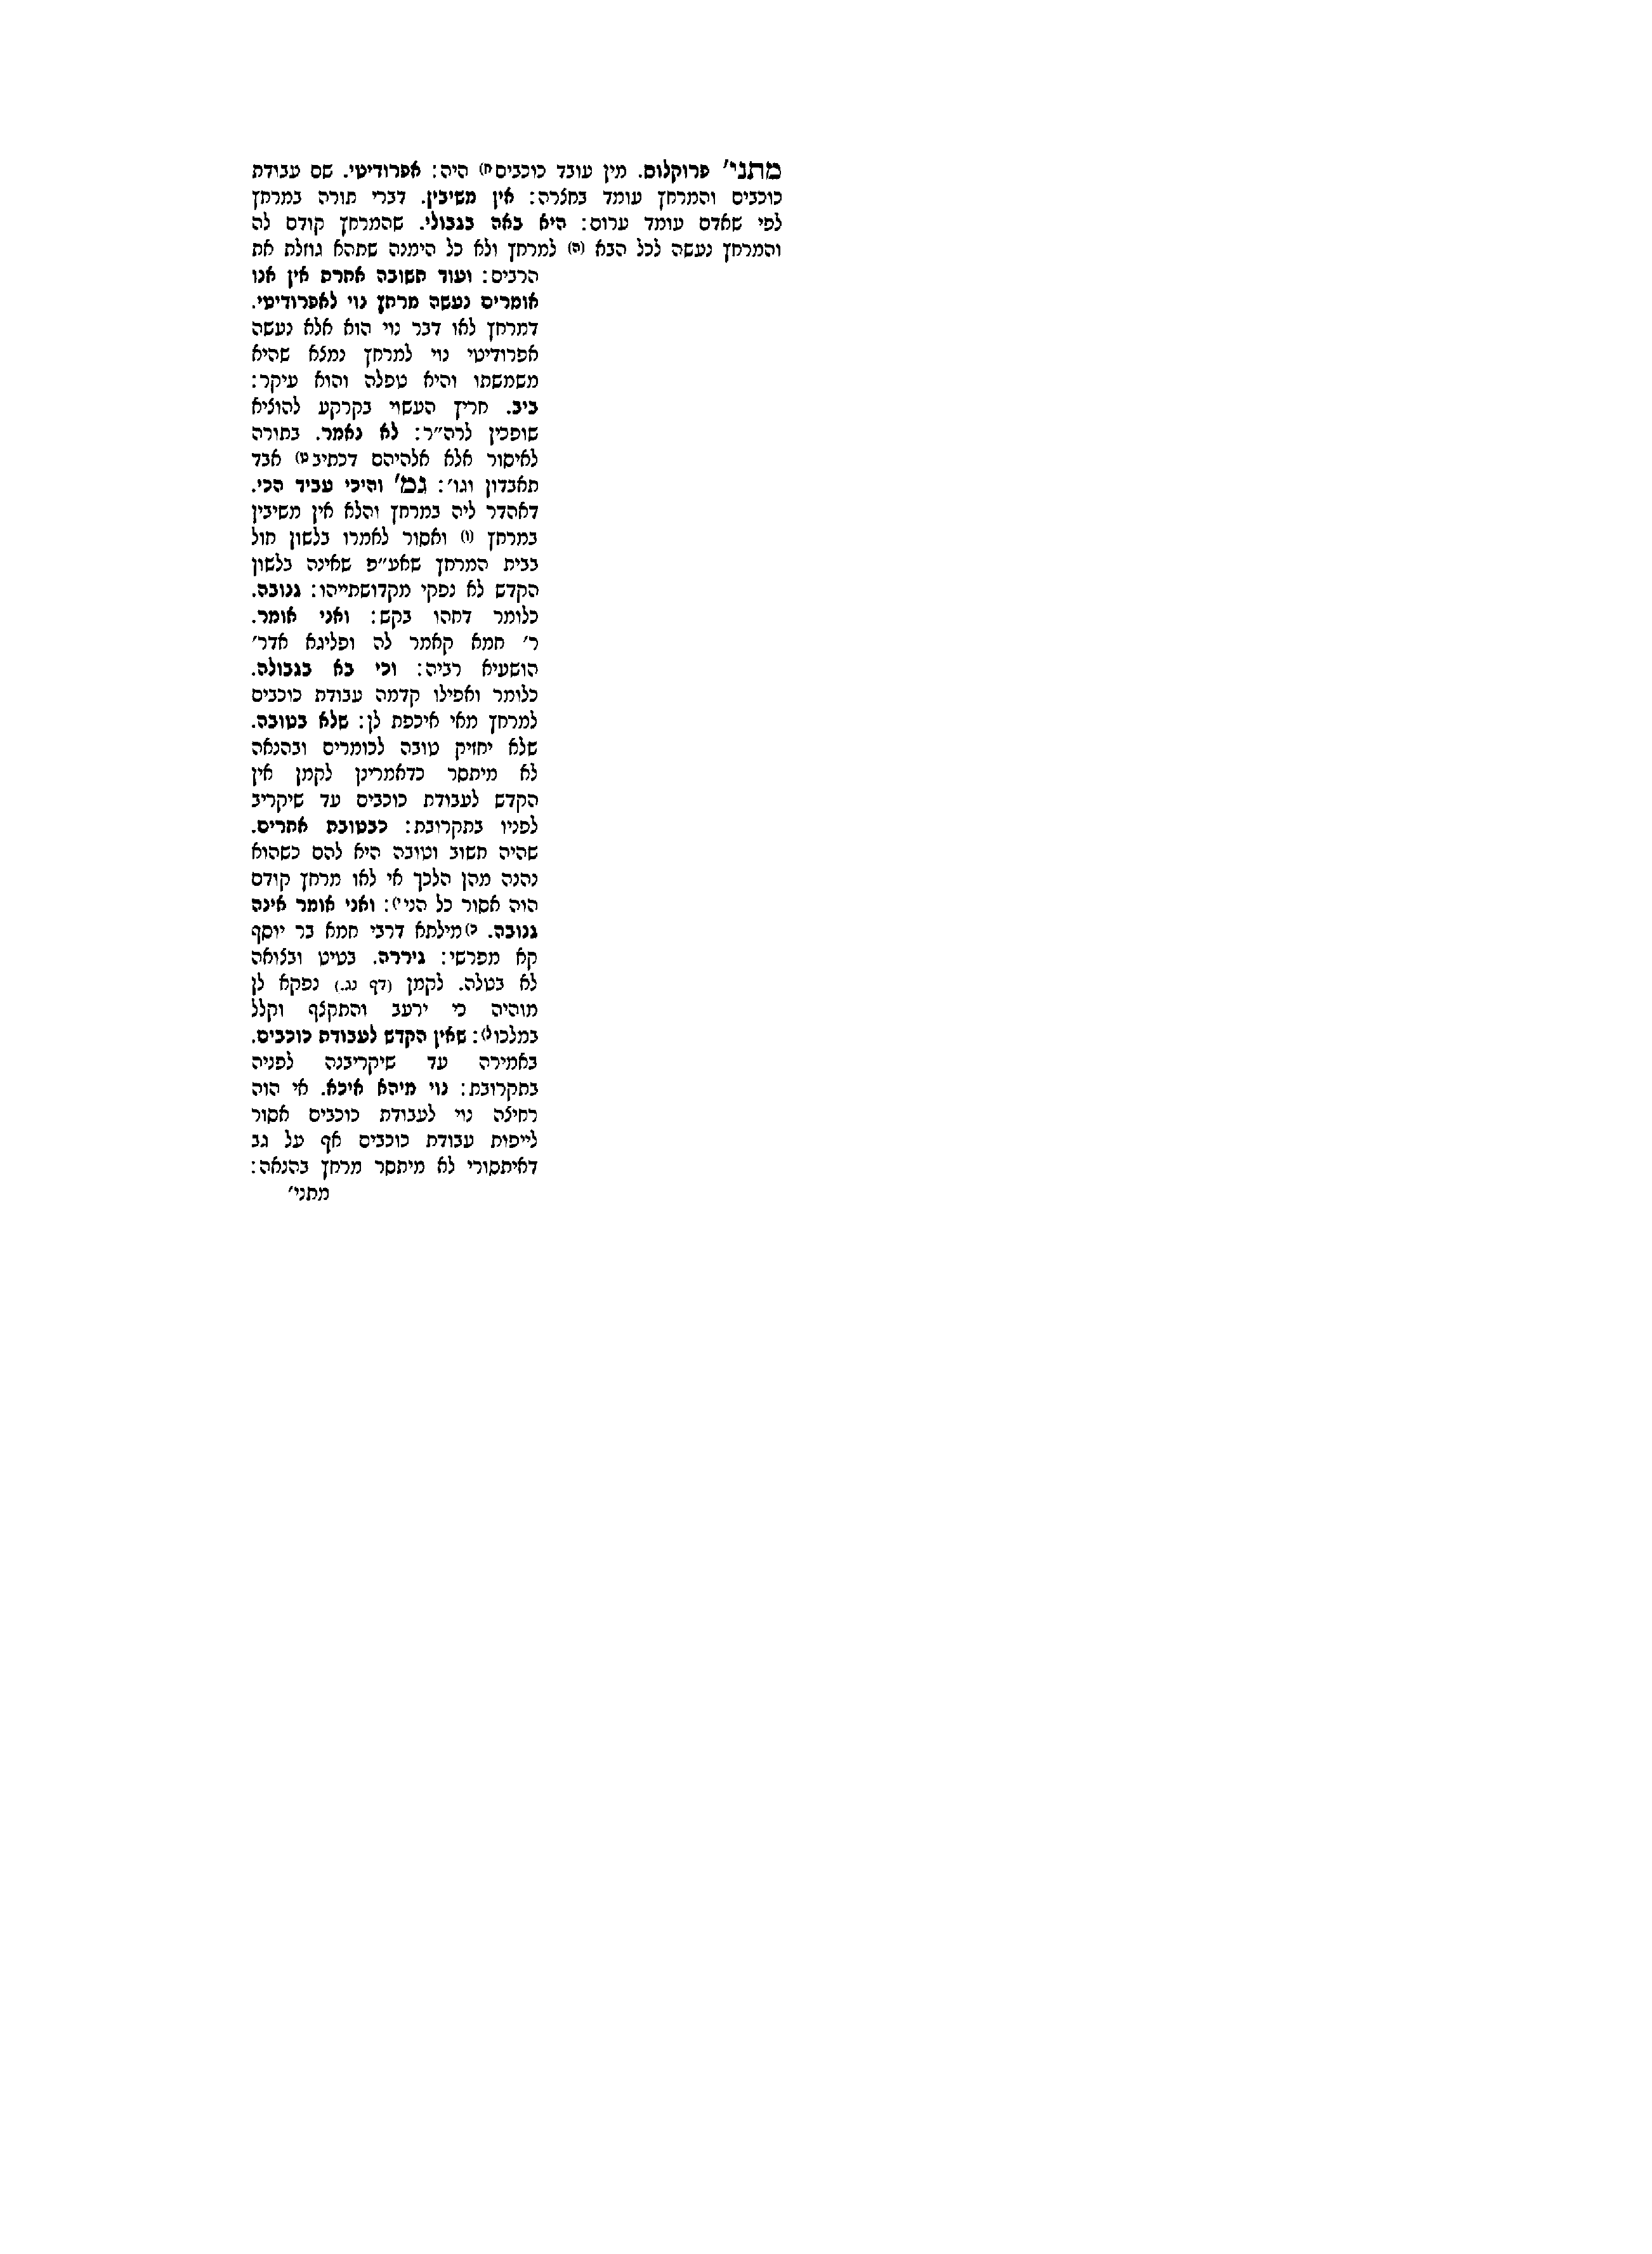 מתני׳ פרוקלוס. מין עובד כוכבים ח) היה: אפרודיטי. שם עבודת
כוכבים והמרחץ עומד בחצרה: אין משיבין. דברי תורה במרחץ
לפי שאדם עומד ערום: היא באה בגבולי. שהמרחץ קודם לה
והמרחץ נעשה לכל הבא (ה) למרחץ ולא כל הימנה שתהא גוזלת את
הרבים: ועוד תשובה אחרת אין אנו
אומרים נעשה מרחץ נוי לאפרודיטי.
דמרחץ לאו דבר נוי הוא אלא נעשה
אפרודיטי נוי למרחץ נמצא שהיא
משמשתו והיא טפלה והוא עיקר:
ביב. חריץ העשוי בקרקע להוציא
שופכין לרה״ר: לא נאמר. בתורה
לאיסור אלא אלהיהם דכתיב ט) אבד
תאבדון וגו׳: גמ׳ והיכי עביד הכי.
דאהדר ליה במרחץ והלא אין משיבין
במרחץ (ו) ואסור לאמרו בלשון חול
בבית המרחץ שאע״פ שאינה בלשון
הקדש לא נפקי מקדושתייהו: גנובה.
כלומר דחהו בקש: ואני אומר.
ר׳ חמא קאמר לה ופליגא אדר׳
הושעיא רביה: וכי בא בגבולה.
כלומר ואפילו קדמה עבודת כוכבים
למרחץ מאי איכפת לן: שלא בטובה.
שלא יחזיק טובה לכומרים ובהנאה
לא מיתסר כדאמרינן לקמן אין
הקדש לעבודת כוכבים עד שיקריב
לפניו בתקרובת: כבטובת אחרים.
שהיה חשוב וטובה היא להם כשהוא
נהנה מהן הלכך אי לאו מרחץ קודם
הוה אסור כל הני י): ואני אומר אינה
גנובה. כ) מילתא דרבי חמא בר יוסף
קא מפרשי: גיררה. בטיט ובצואה
לא בטלה. לקמן (דף נג.) נפקא לן
מוהיה כי ירעב והתקצף וקלל
במלכו ל): שאין הקדש לעבודת כוכבים.
באמירה עד שיקריבנה לפניה
בתקרובת: נוי מיהא איכא. אי הוה
רחיצה נוי לעבודת כוכבים אסור
לייפות עבודת כוכבים אף על גב
דאיתסורי לא מיתסר מרחץ בהנאה:
מתני׳